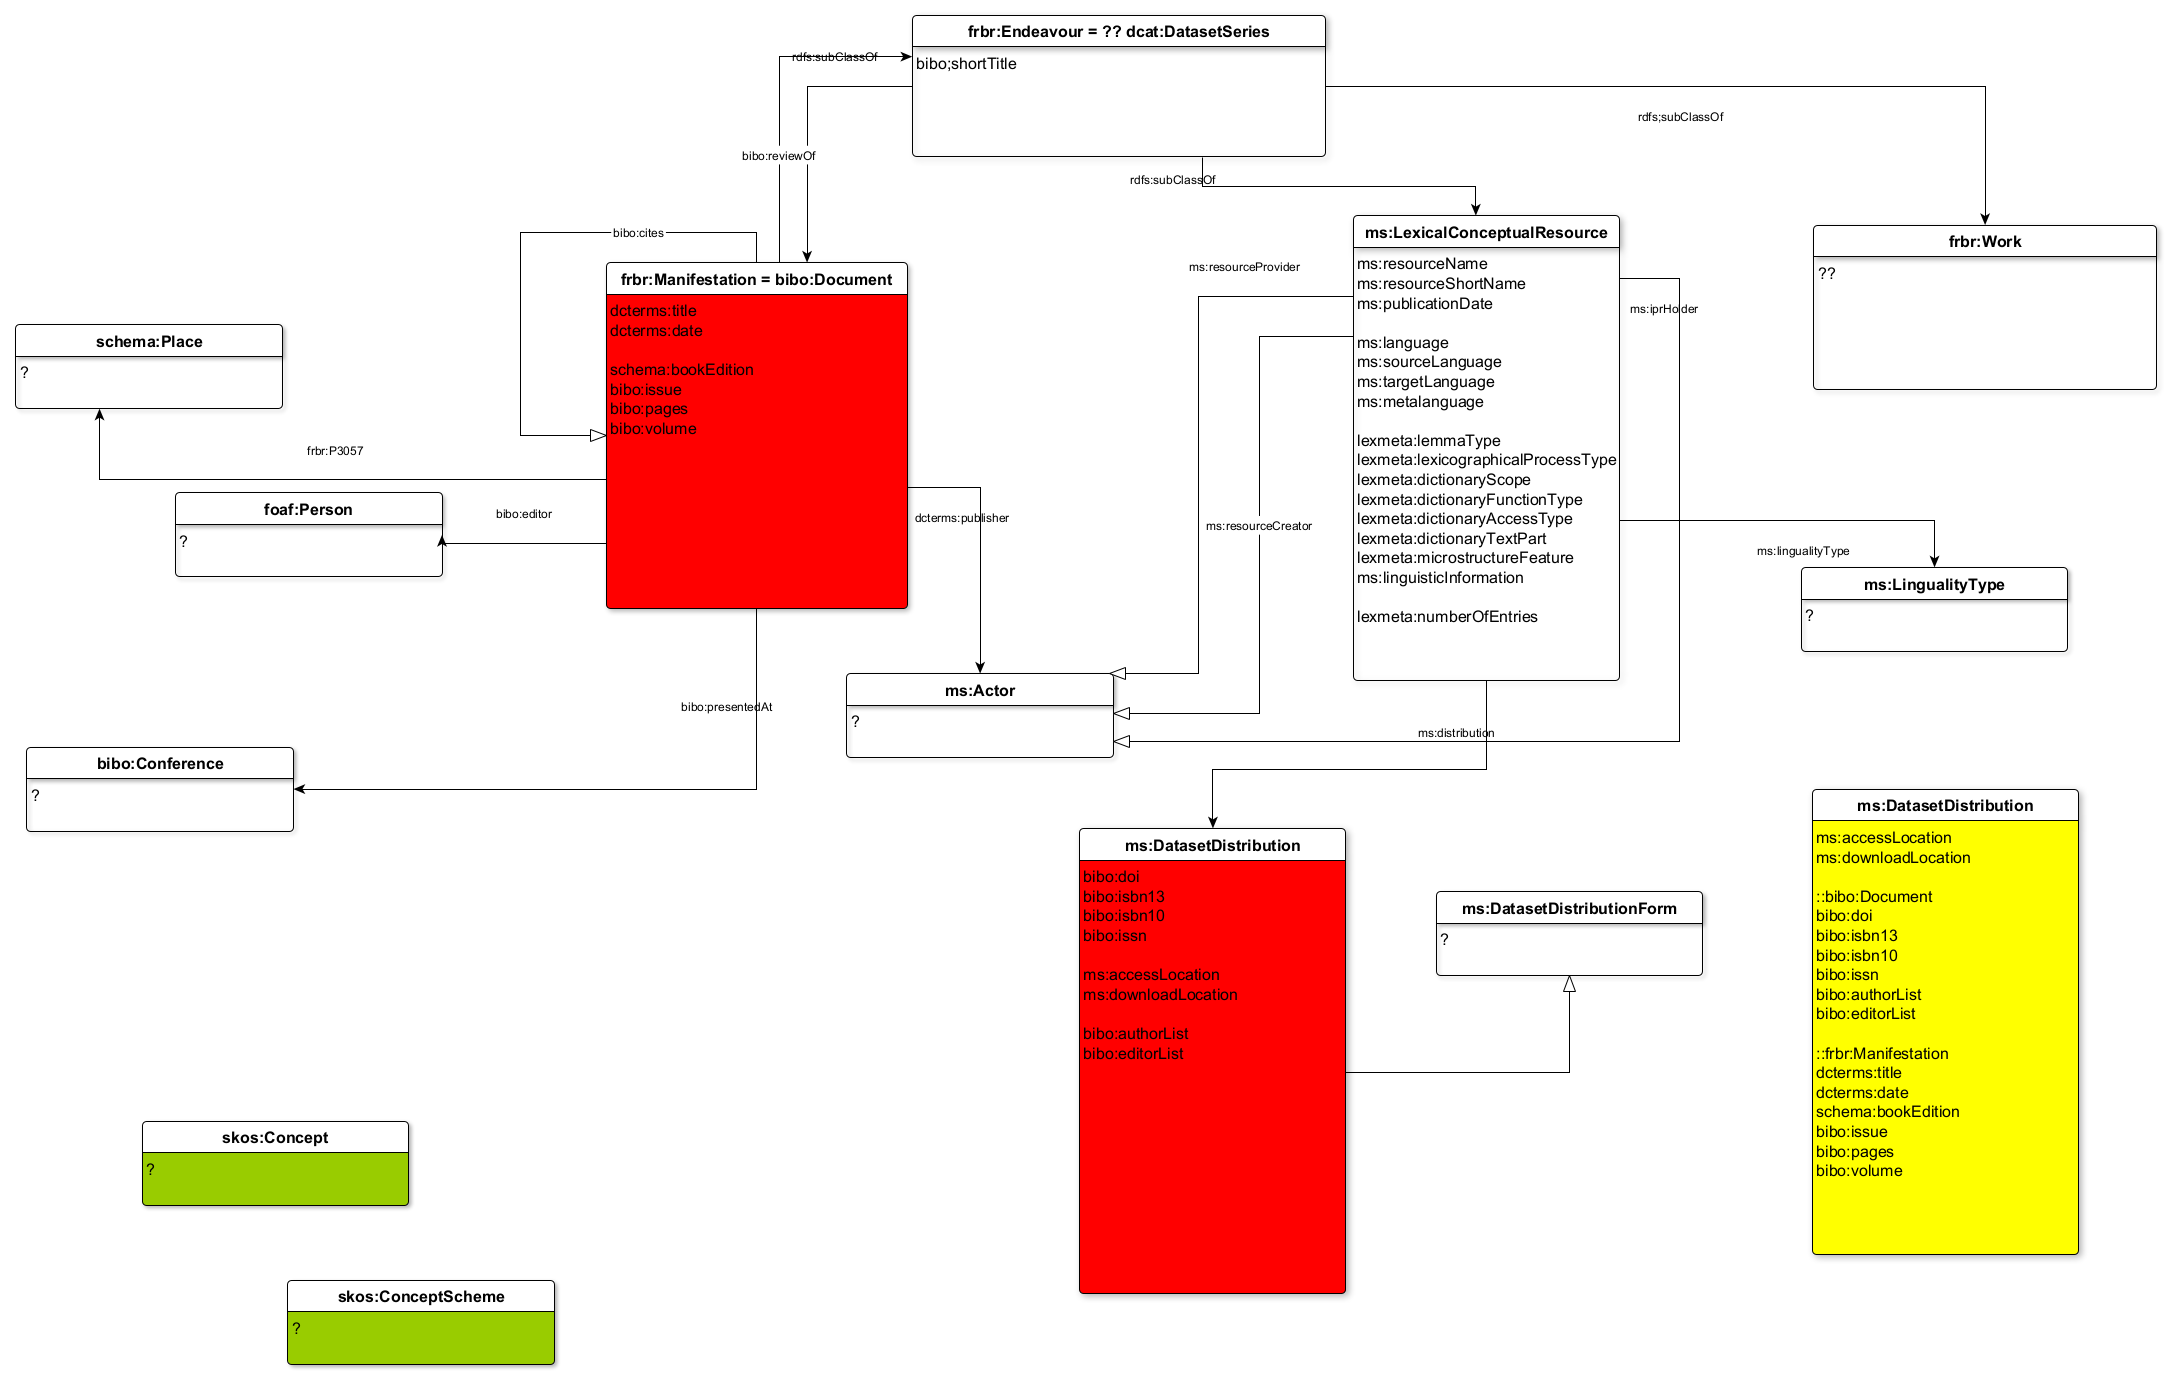 frbr:Endeavour = ?? dcat:DatasetSeries
bibo;shortTitle
rdfs:subClassOf
rdfs;subClassOf
bibo:reviewOf
rdfs:subClassOf
bibo:cites
frbr:Manifestation = bibo:Document
dcterms:title
dcterms:date
schema:bookEdition
bibo:issue
bibo:pages
bibo:volume
ms:LexicalConceptualResource
ms:resourceName
ms:resourceShortName
ms:publicationDate
ms:language
ms:sourceLanguage
ms:targetLanguage
ms:metalanguage
lexmeta:lemmaType
lexmeta:lexicographicalProcessType
lexmeta:dictionaryScope
lexmeta:dictionaryFunctionType
lexmeta:dictionaryAccessType
lexmeta:dictionaryTextPart
lexmeta:microstructureFeature
ms:linguisticInformation
lexmeta:numberOfEntries
frbr:Work
??
ms:resourceProvider
ms:iprHolder
schema:Place
?
frbr:P3057
foaf:Person
?
bibo:editor
dcterms:publisher
ms:resourceCreator
ms:lingualityType
ms:LingualityType
?
ms:Actor
?
bibo:presentedAt
ms:distribution
bibo:Conference
?
ms:DatasetDistribution
bibo:doi
bibo:isbn13
bibo:isbn10
bibo:issn
ms:accessLocation
ms:downloadLocation
bibo:authorList
bibo:editorList
ms:DatasetDistributionForm
?
ms:DatasetDistribution
ms:accessLocation
ms:downloadLocation
::bibo:Document
bibo:doi
bibo:isbn13
bibo:isbn10
bibo:issn
bibo:authorList
bibo:editorList
::frbr:Manifestation
dcterms:title
dcterms:date
schema:bookEdition
bibo:issue
bibo:pages
bibo:volume
skos:Concept
?
skos:ConceptScheme
?